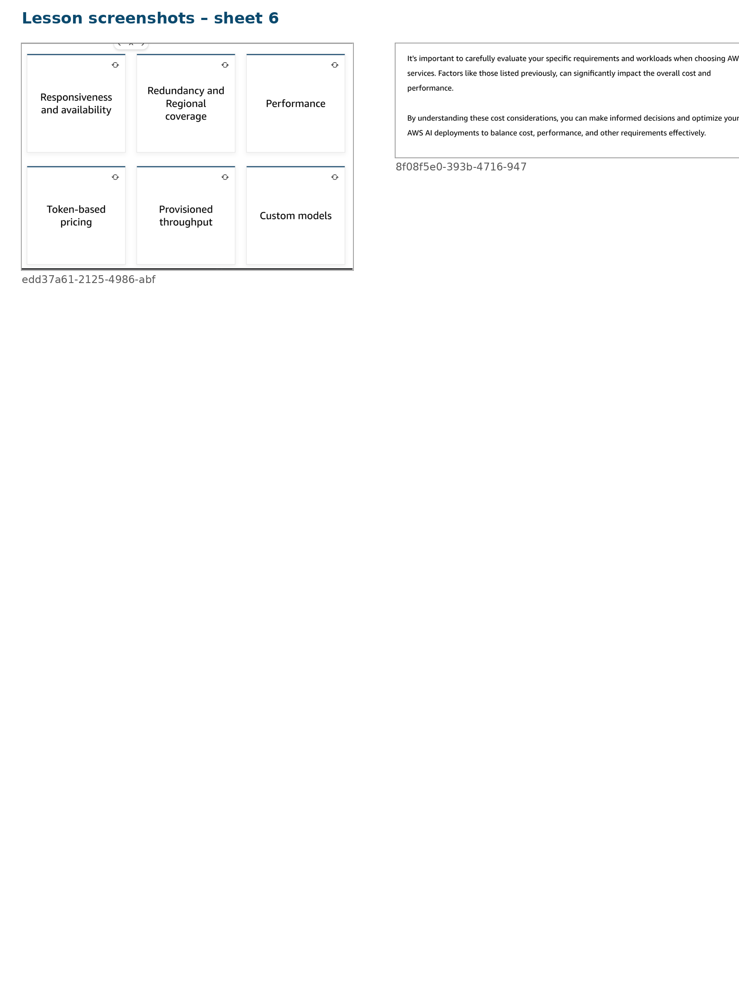 Lesson screenshots – sheet 6
Responsiveness
and availability
Redundancy and
Regional
coverage
Performance
Token-based
pricing
Provisioned
throughput
Custom models
edd37a61-2125-4986-abf
It's important to carefully evaluate your specific requirements and workloads when choosing AW
services. Factors like those listed previously, can significantly impact the overall cost and
performance.
By understanding these cost considerations, you can make informed decisions and optimize your
AWS AI deployments to balance cost, performance, and other requirements effectively.
8f08f5e0-393b-4716-947